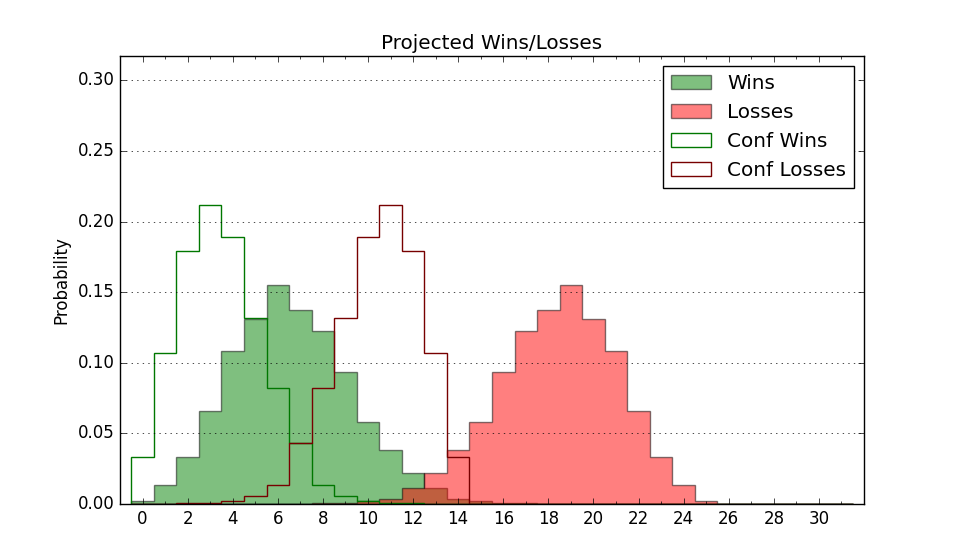 Projected Wins/Losses
0.30
0.25
0.20
0.15
0.10
0.05
0.00
Probability
Wins
Losses
Conf Wins
Conf Losses
0 2 4 6 8 10 12 14 16 18 20 22 24 26 28 30